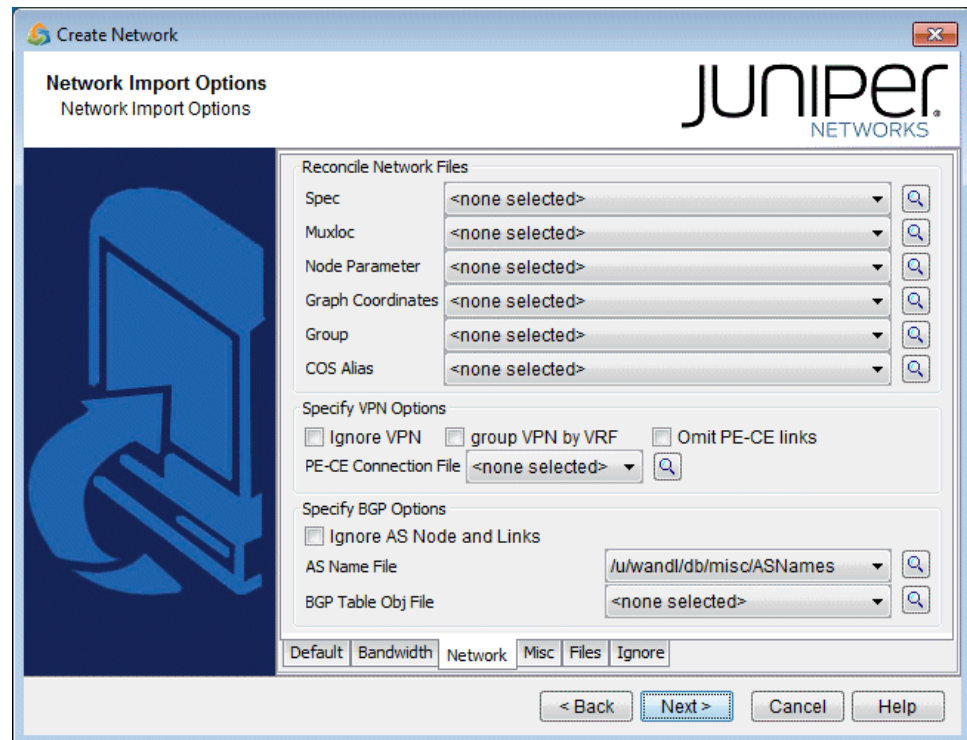 Create Network
Network Import Options
Network Import Options
JUNIPER
NETWORKS
Reconcile Network Files
Spec <none selected>
Muxloc <none selected>
Node Parameter <none selected>
Graph Coordinates <none selected>
Group <none selected>
COS Alias <none selected>
Specify VPN Options
Ignore VPN group VPN by VRF Omit PE-CE links
PE-CE Connection File <none selected>
Specify BGP Options
Ignore AS Node and Links
AS Name File /u/wandl/db/misc/ASNames
BGP Table Obj File <none selected>
Default Bandwidth Network Misc Files Ignore
< Back Next > Cancel Help